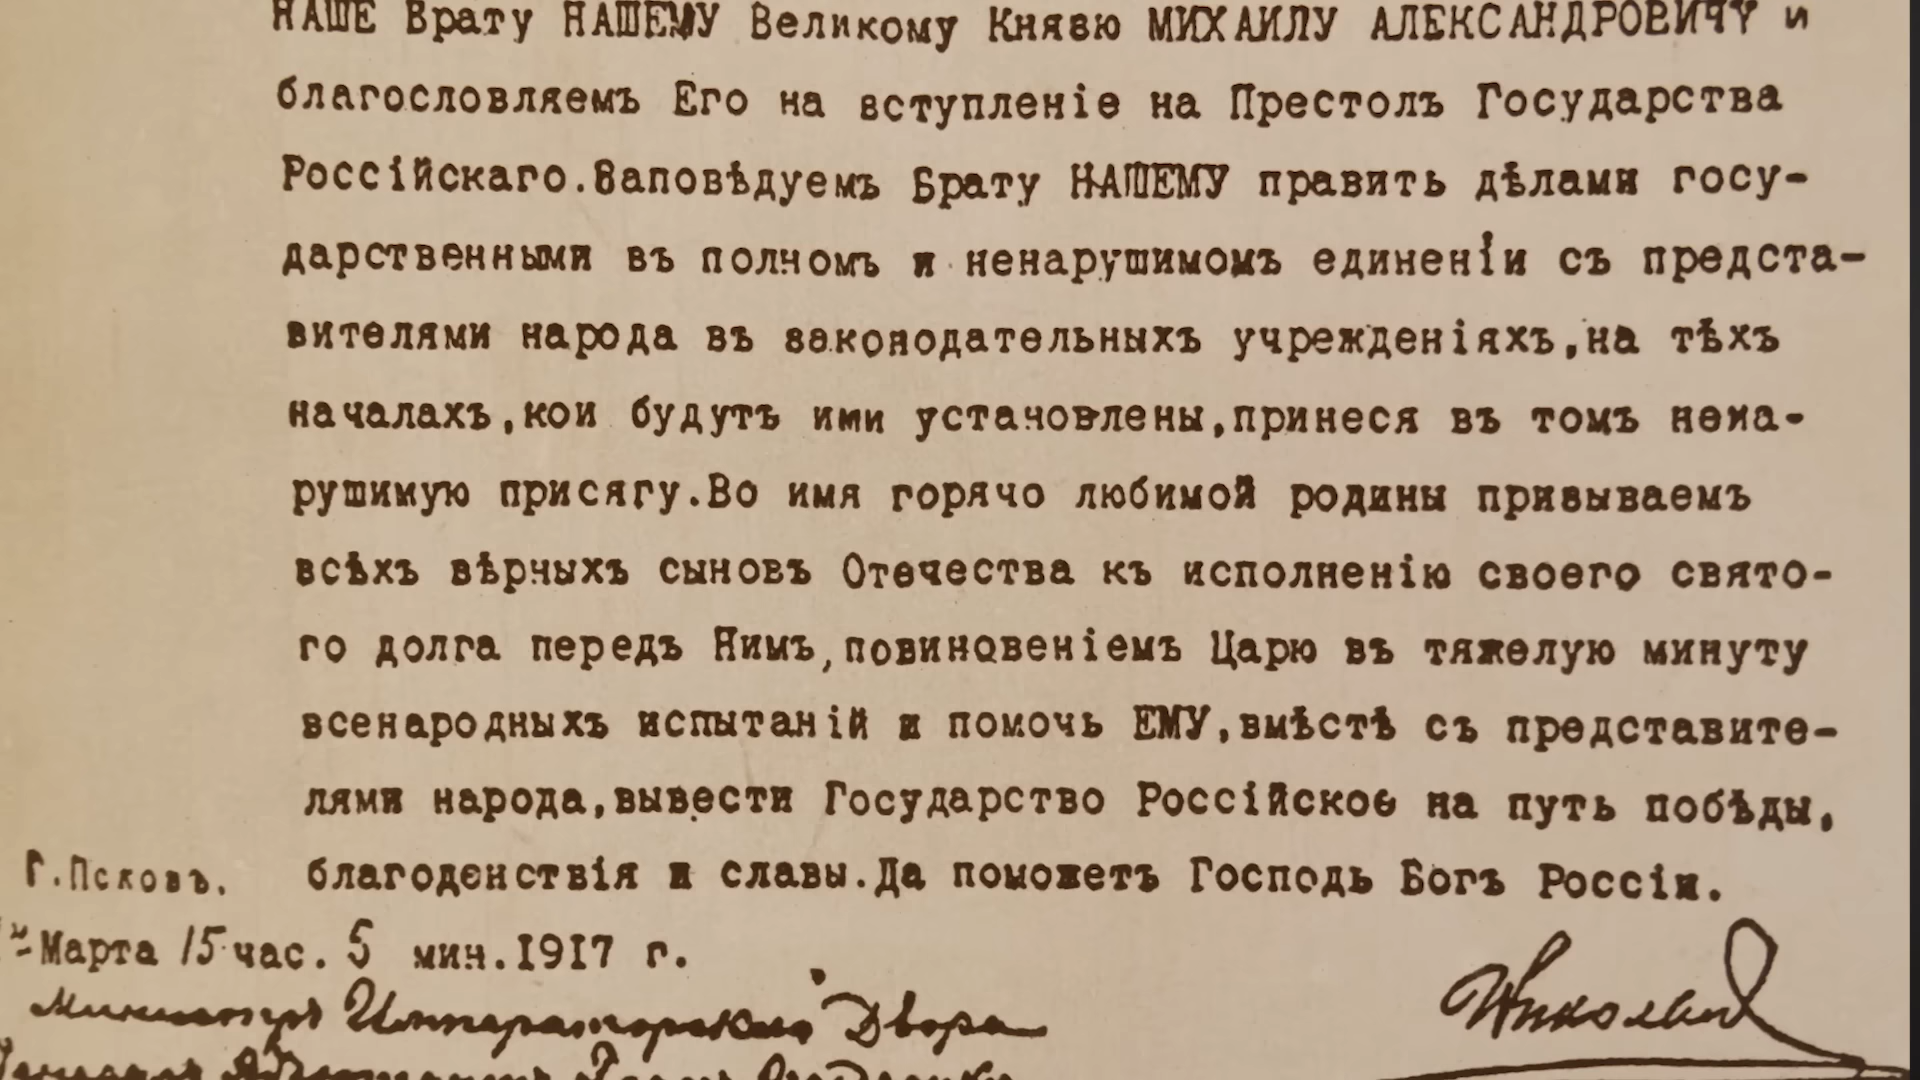 НАШЕ Брату НАШЕМУ Великому Князю МИХАИЛУ АЛЕКСАНДРОВИЧУ и
благословляемъ Его на вступленіе на Престолъ Государства
Россійскаго.Заповѣдуемъ Брату НАШЕМУ править дѣлами госу-
дарственными въ полномъ и ненарушимомъ единеніи съ предста-
вителями народа въ законодательныхъ учрежденіяхъ,на тѣхъ
началахъ,кои будутъ ими установлены,принеся въ томъ нена-
рушимую присягу.Во имя горячо любимой родины призываемъ
всѣхъ вѣрныхъ сыновъ Отечества къ исполненію своего свято-
го долга передъ Нимъ,повиновеніемъ Царю въ тяжелую минуту
всенародныхъ испытаній и помочь ЕМУ,вмѣстѣ съ представите-
лями народа,вывести Государство Россійское на путь побѣды,
благоденствія и славы.Да поможетъ Господь Богъ Россіи.
Г.Псковъ.
Марта 15 час. 5 мин.1917 г.
Николай
Министръ Императорскаго Двора